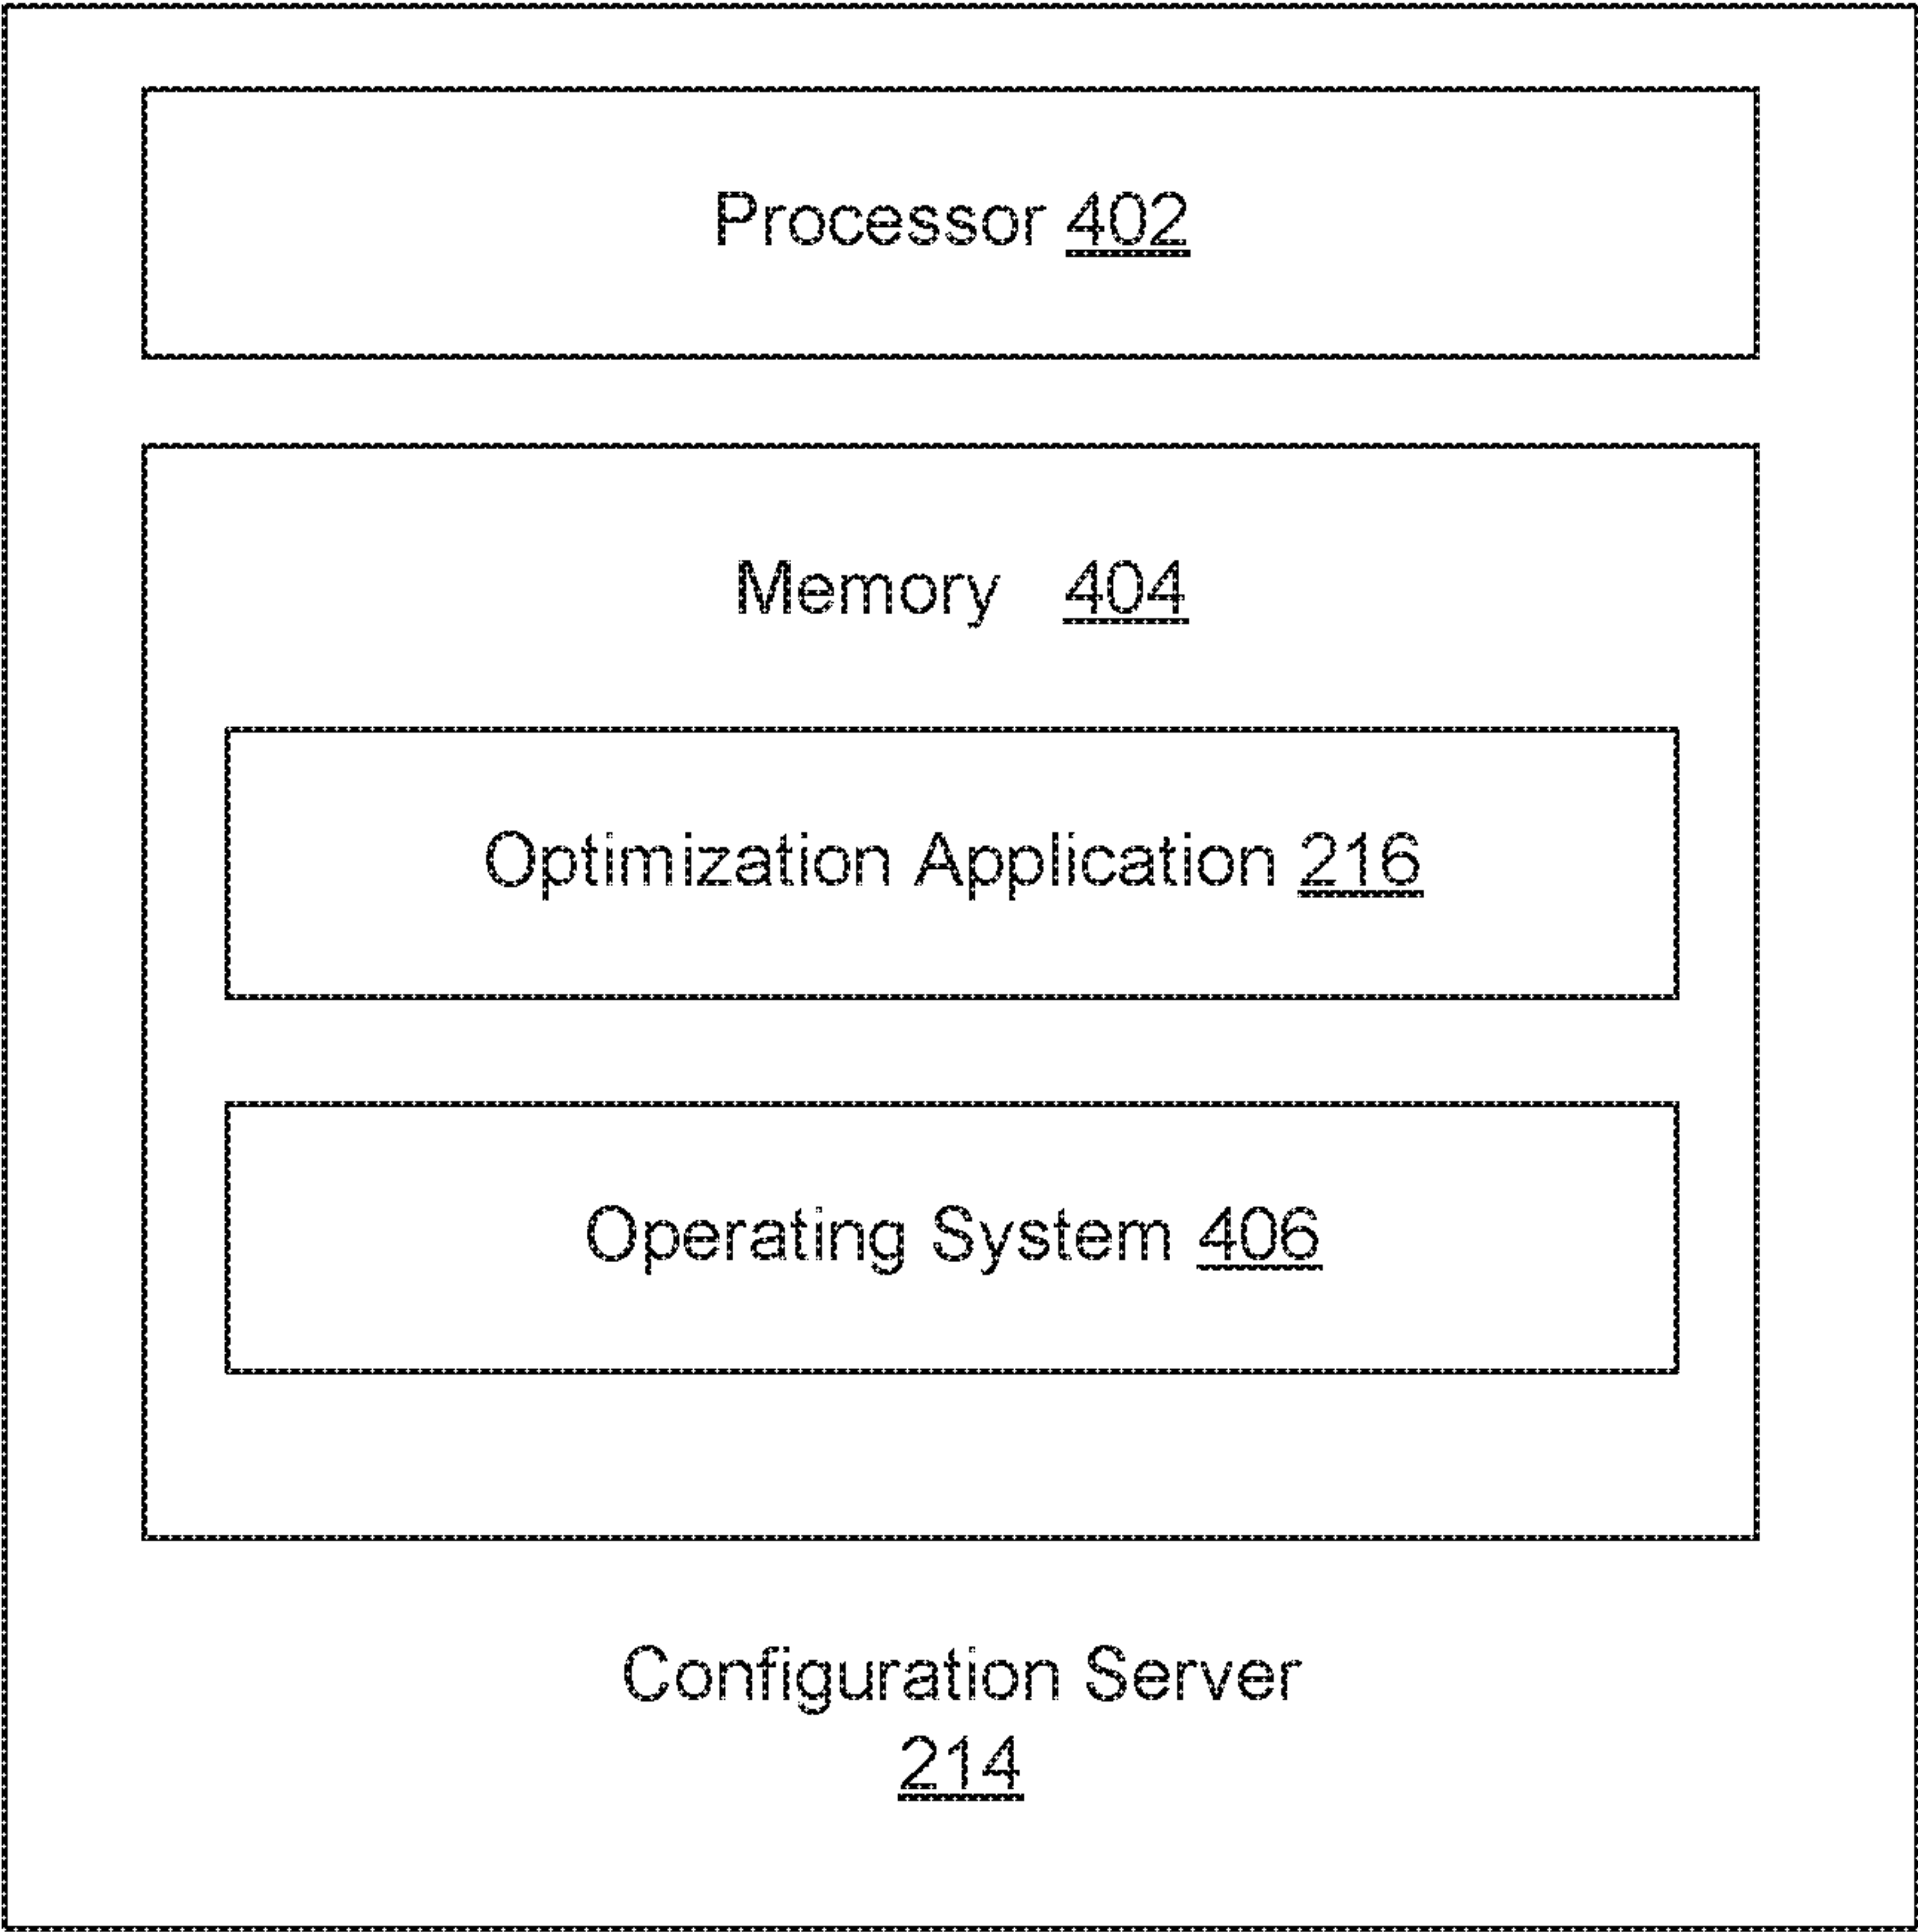 Processor 402
Memory 404
Optimization Application 216
Operating System 406
Configuration Server
214